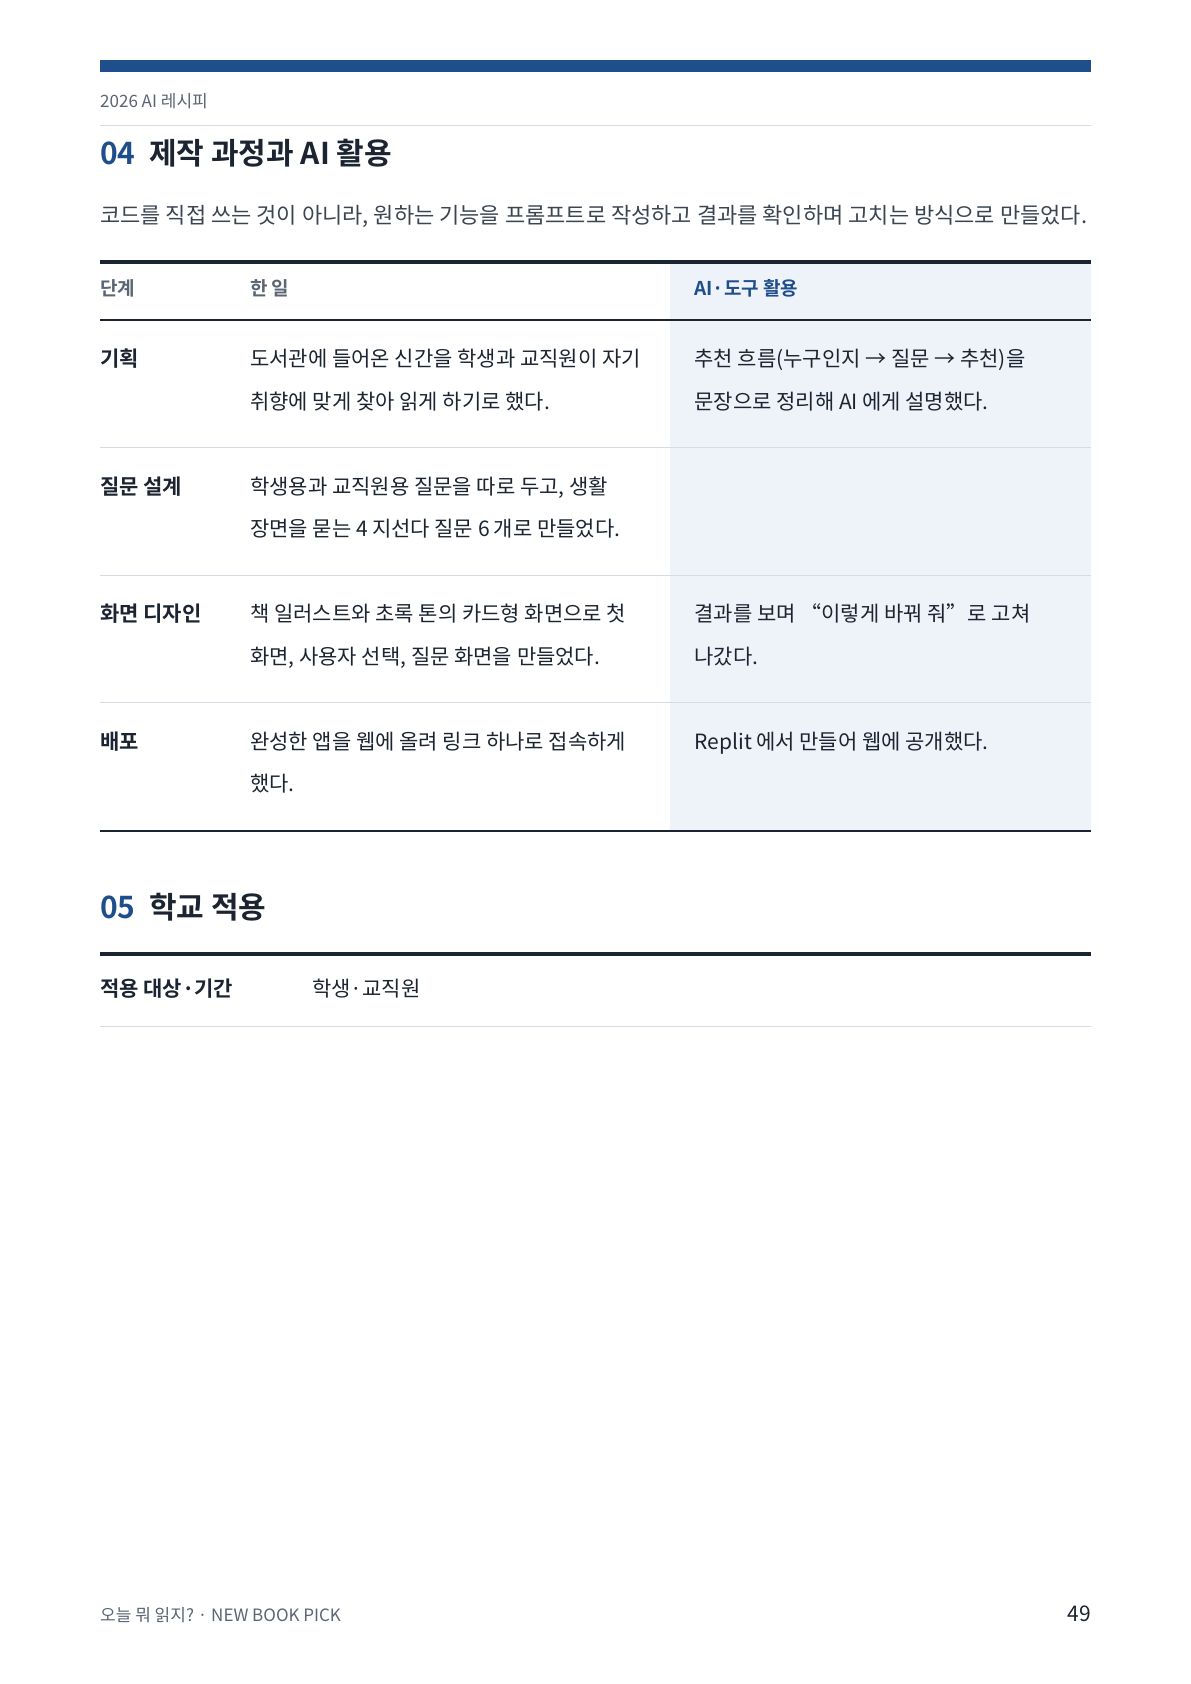 2026 AI 레시피
04 제작 과정과 AI 활용
코드를 직접 쓰는 것이 아니라, 원하는 기능을 프롬프트로 작성하고 결과를 확인하며 고치는 방식으로 만들었다.
단계 한 일 AI·도구 활용
기획 도서관에 들어온 신간을 학생과 교직원이 자기 추천 흐름(누구인지 → 질문 → 추천)을
취향에 맞게 찾아 읽게 하기로 했다. 문장으로 정리해 AI 에게 설명했다.
질문 설계 학생용과 교직원용 질문을 따로 두고, 생활
장면을 묻는 4 지선다 질문 6 개로 만들었다.
화면 디자인 책 일러스트와 초록 톤의 카드형 화면으로 첫 결과를 보며 “이렇게 바꿔 줘” 로 고쳐
화면, 사용자 선택, 질문 화면을 만들었다. 나갔다.
배포 완성한 앱을 웹에 올려 링크 하나로 접속하게 Replit 에서 만들어 웹에 공개했다.
했다.
05 학교 적용
적용 대상·기간 학생·교직원
오늘 뭐 읽지? · NEW BOOK PICK 49